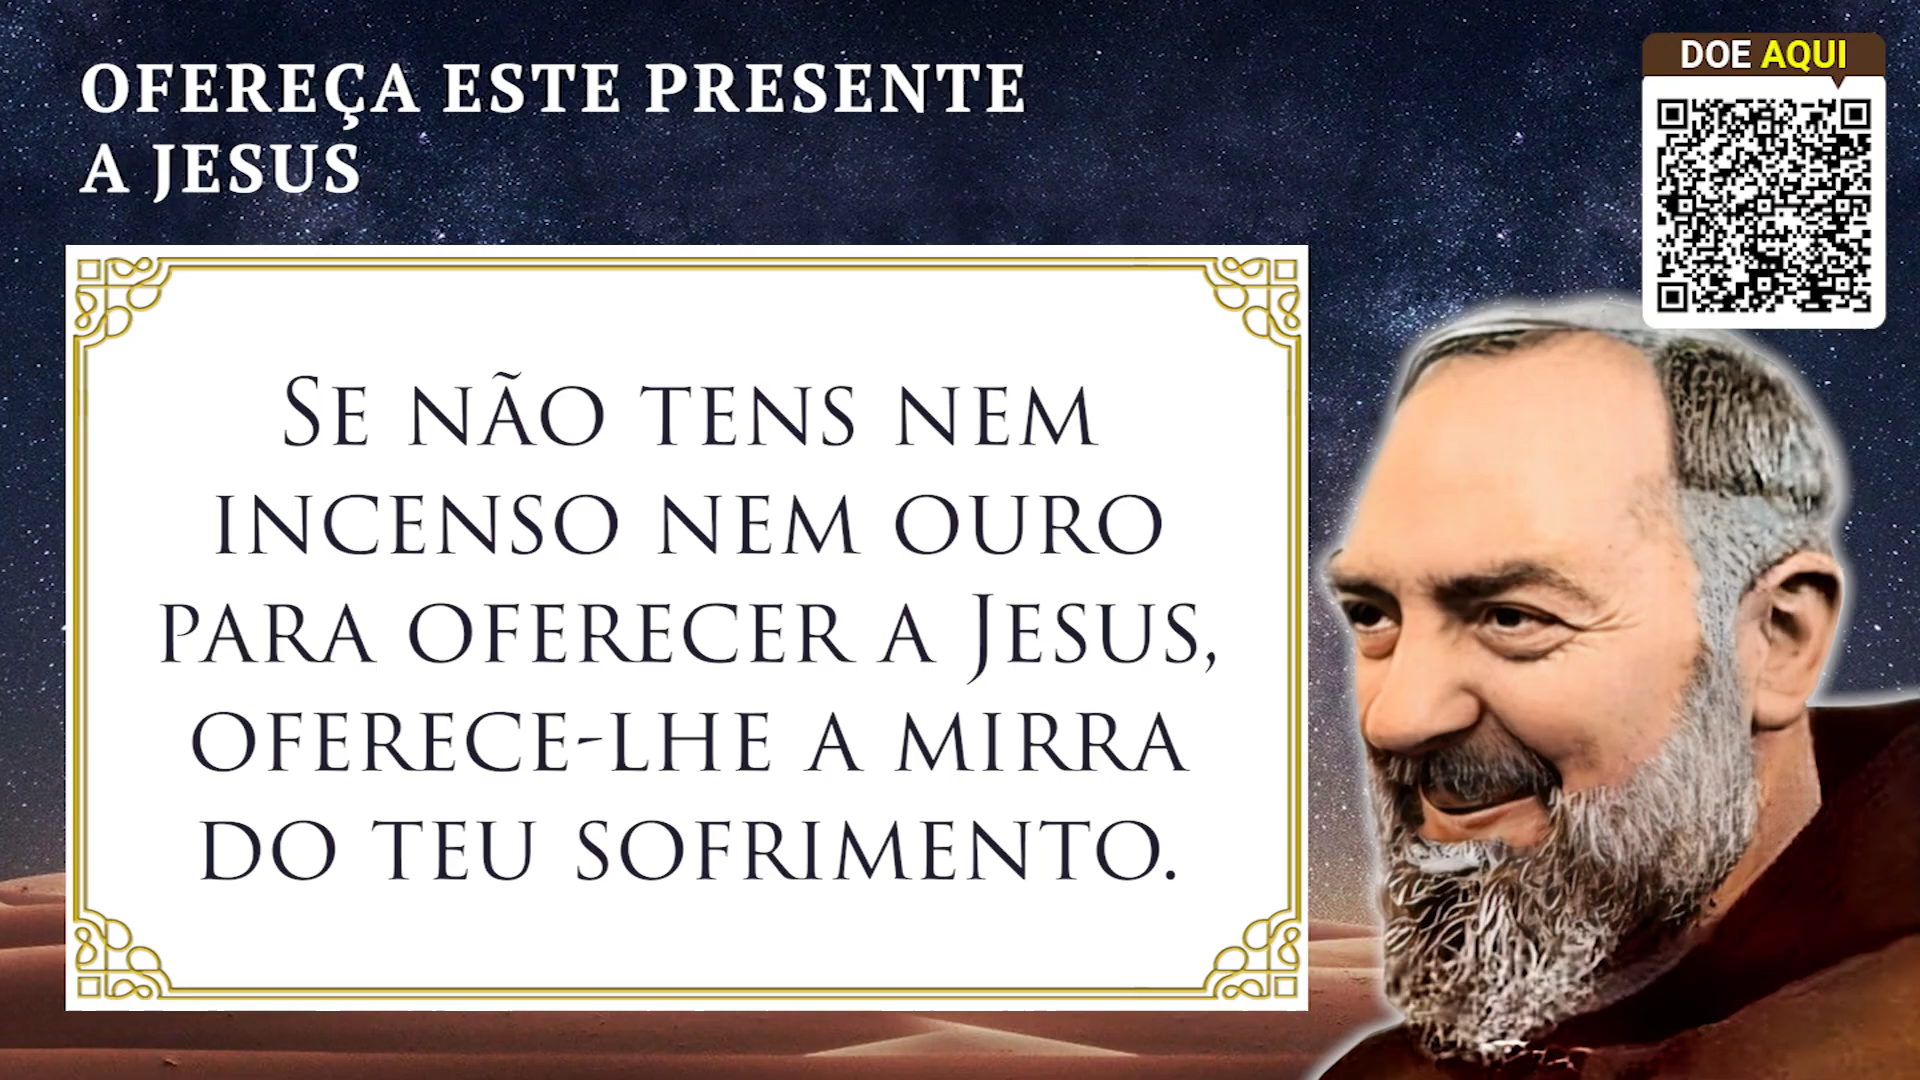 OFEREÇA ESTE PRESENTE
A JESUS
DOE AQUI
SE NÃO TENS NEM
INCENSO NEM OURO
PARA OFERECER A JESUS,
OFERECE-LHE A MIRRA
DO TEU SOFRIMENTO.